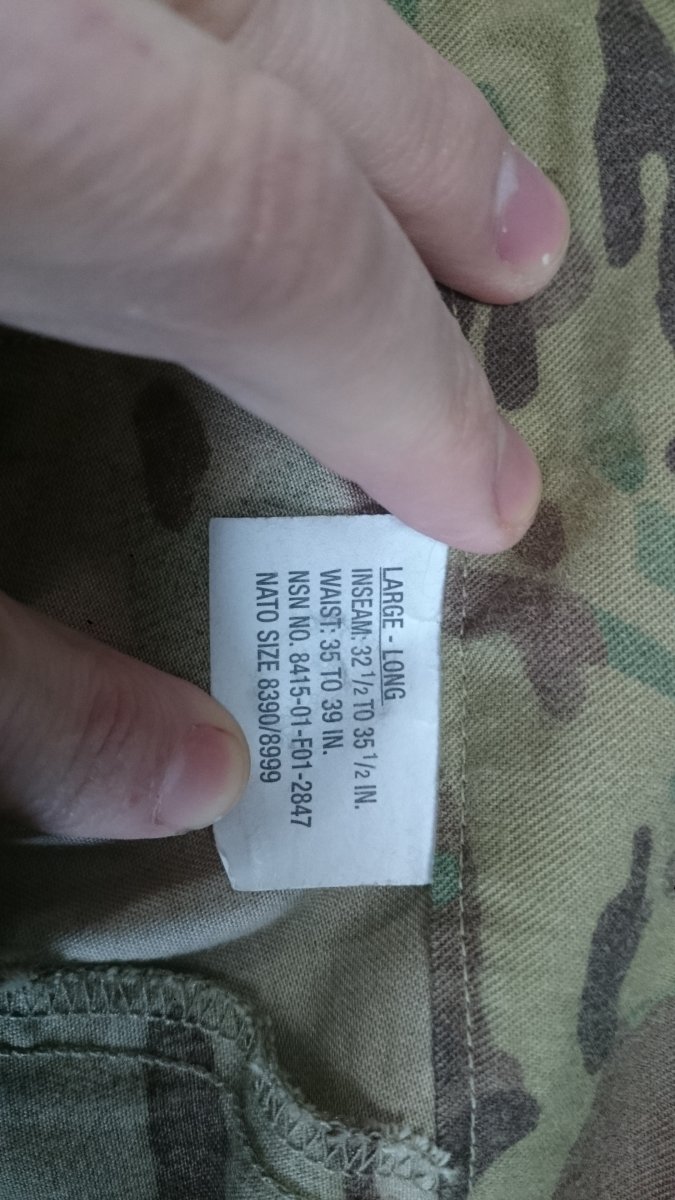 LARGE - LONG
INSEAM: 32 1/2 TO 35 1/2 IN.
WAIST: 35 TO 39 IN.
NSN NO. 8415-01-F01-2847
NATO SIZE 8390/8999